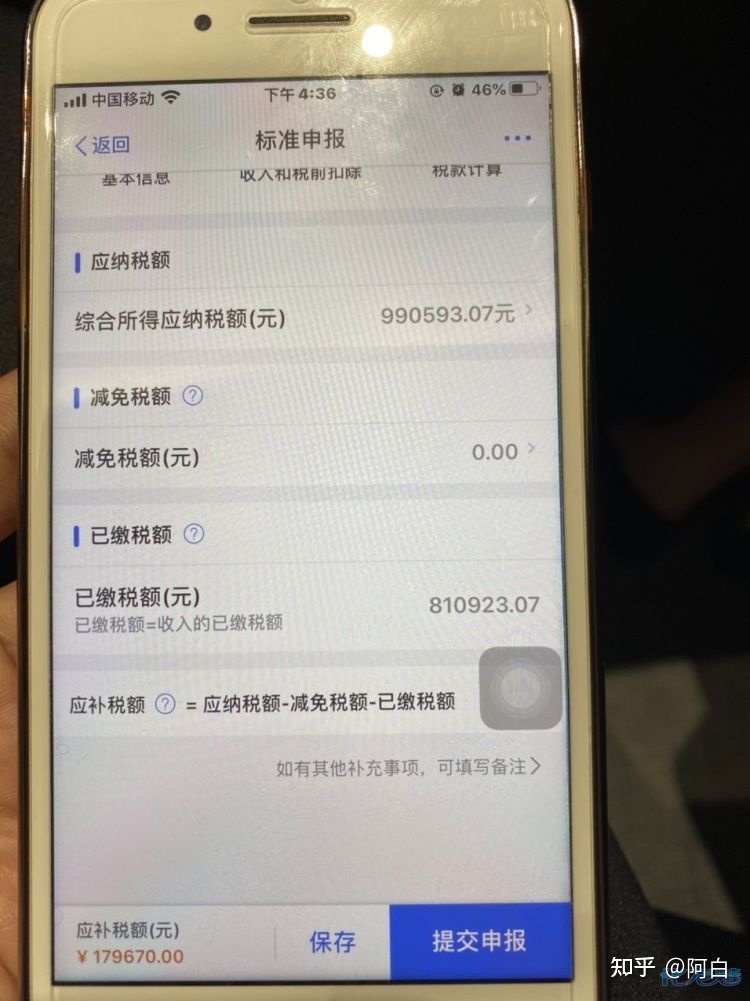 中国移动 下午4:36 46%
返回 标准申报
基本信息 收入和税前扣除 税款计算
应纳税额
综合所得应纳税额(元) 990593.07元
减免税额
减免税额(元) 0.00
已缴税额
已缴税额(元) 810923.07
已缴税额=收入的已缴税额
应补税额 = 应纳税额-减免税额-已缴税额
如有其他补充事项，可填写备注
应补税额(元) 保存 提交申报
¥179670.00
知乎 @阿白